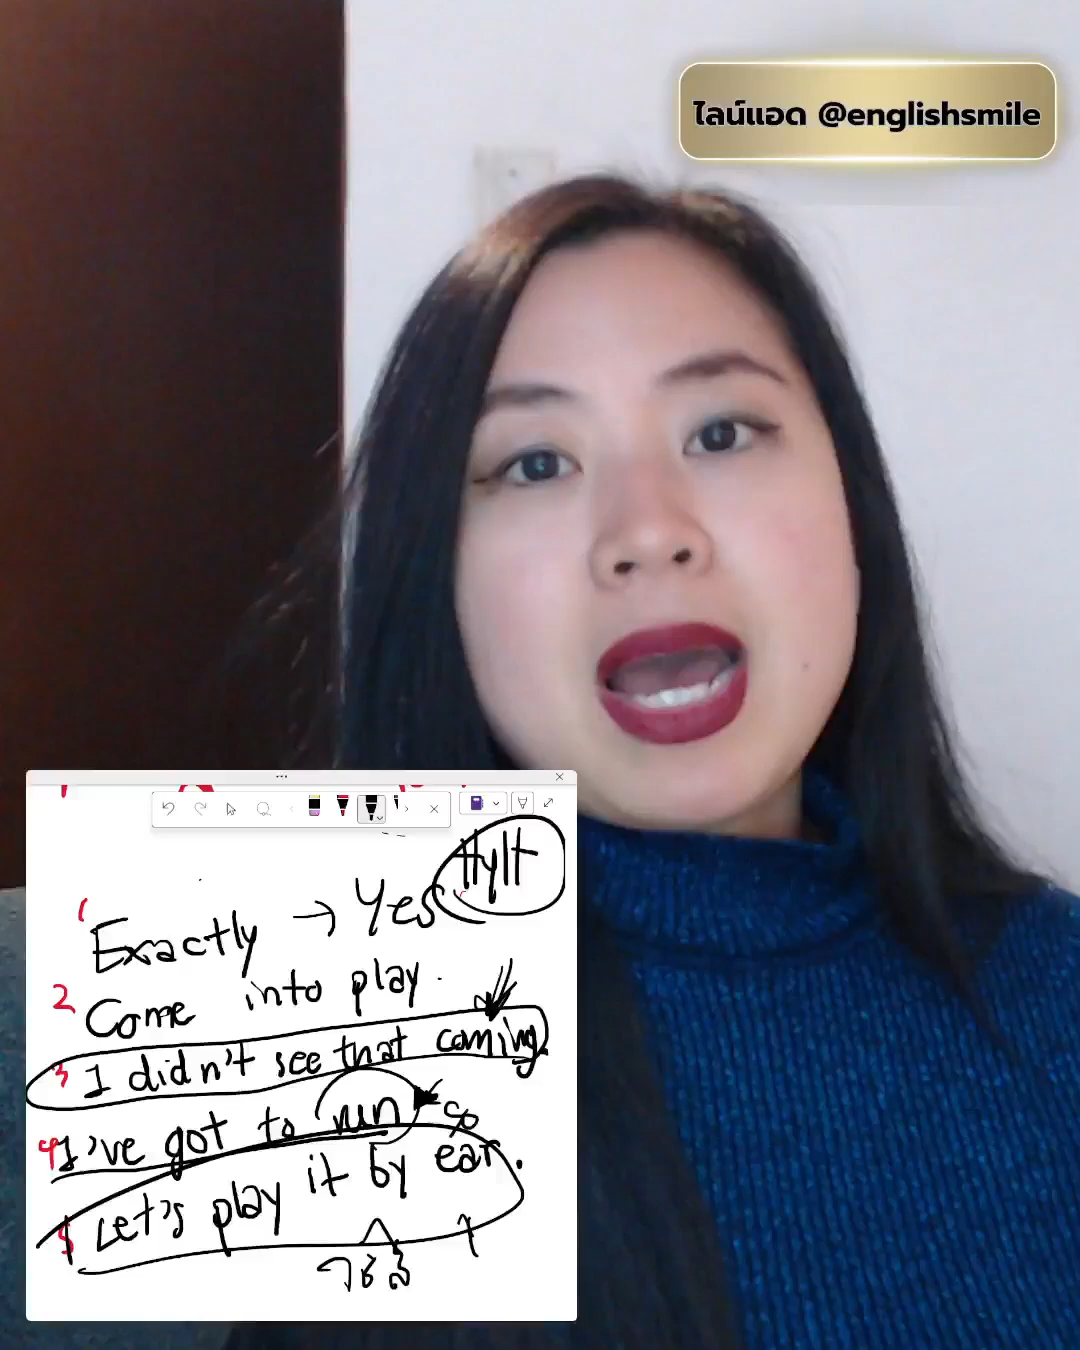 ไลน์แอด @englishsmile
1 Exactly → Yes
2 Come into play.
3 I didn't see that coming.
4 I've got to run go
5 Let's play it by ear.